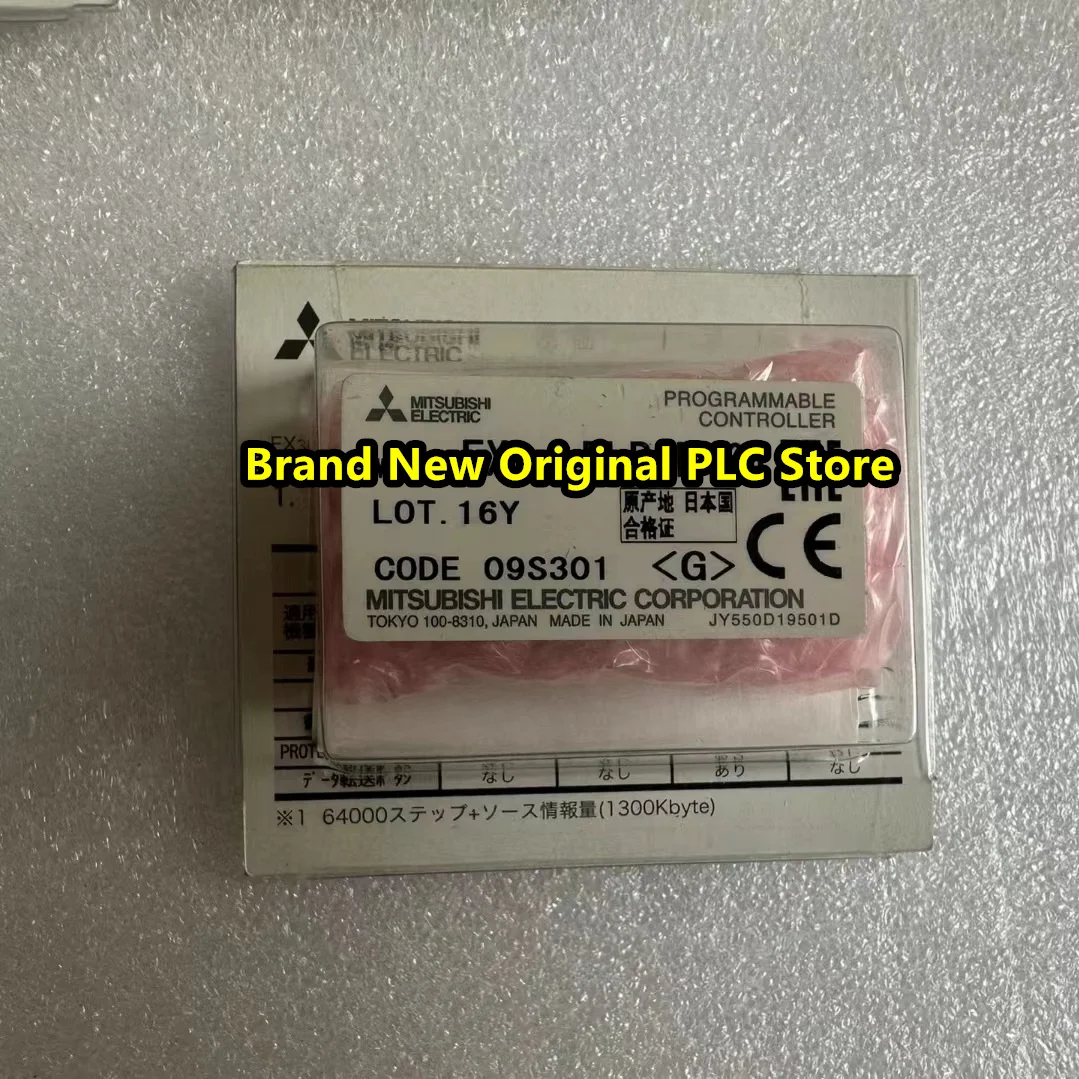 MITSUBISHI
ELECTRIC
MITSUBISHI
ELECTRIC
PROGRAMMABLE
CONTROLLER
Brand New Original PLC Store
LOT. 16Y
原产地 日本国
合格证
EAC
CODE 09S301 <G> CE
MITSUBISHI ELECTRIC CORPORATION
TOKYO 100-8310, JAPAN MADE IN JAPAN JY550D19501D
データ転送ボタン なし なし あり なし
※1 64000ステップ+ソース情報量(1300Kbyte)